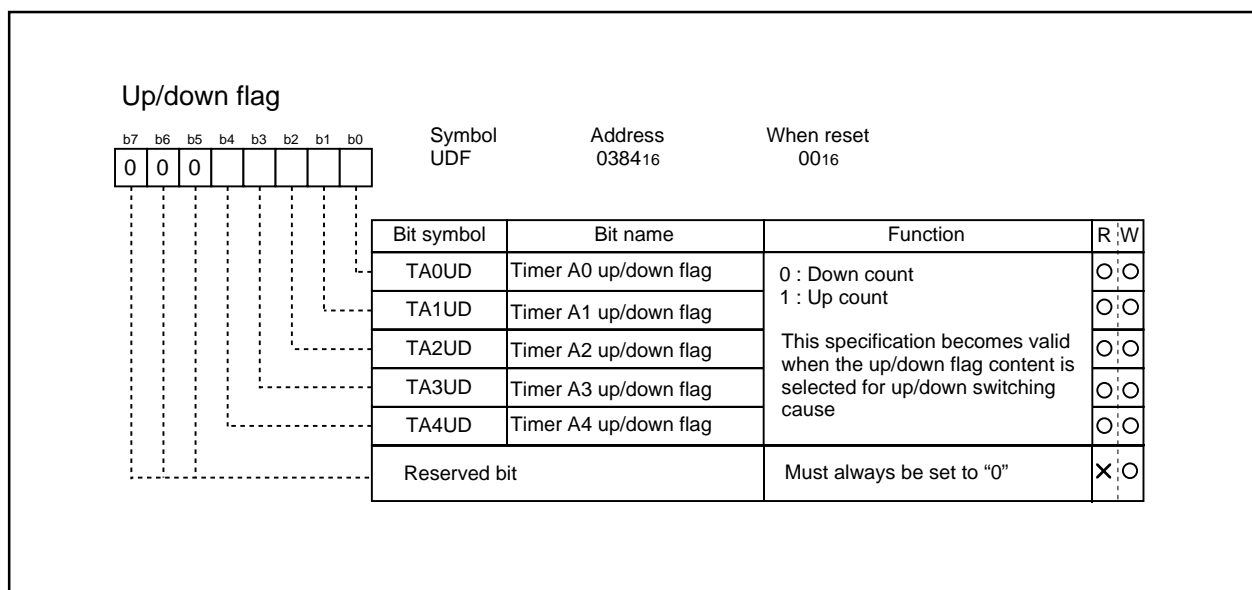 Up/down flag
b7 b6 b5 b4 b3 b2 b1 b0
0 0 0
Symbol Address When reset
UDF 038416 0016
Bit symbol Bit name Function R W
TA0UD Timer A0 up/down flag
TA1UD Timer A1 up/down flag
TA2UD Timer A2 up/down flag
TA3UD Timer A3 up/down flag
TA4UD Timer A4 up/down flag
0 : Down count
1 : Up count
This specification becomes valid
when the up/down flag content is
selected for up/down switching
cause
Reserved bit Must always be set to “0”